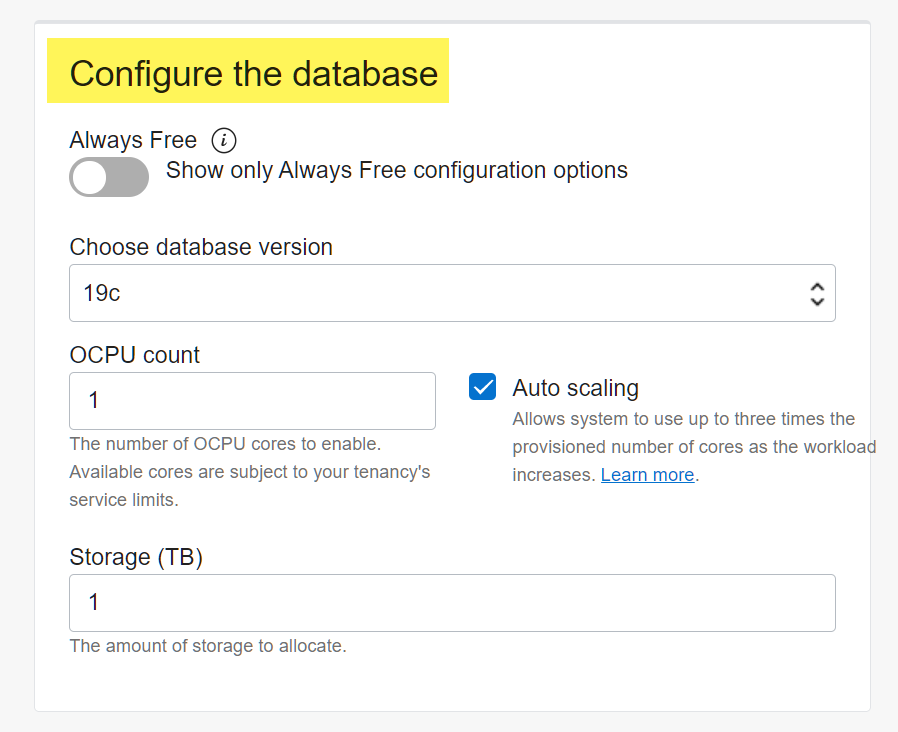 Configure the database
Always Free i
Show only Always Free configuration options
Choose database version
19c
OCPU count
1
The number of OCPU cores to enable.
Available cores are subject to your tenancy's
service limits.
Auto scaling
Allows system to use up to three times the
provisioned number of cores as the workload
increases. Learn more.
Storage (TB)
1
The amount of storage to allocate.